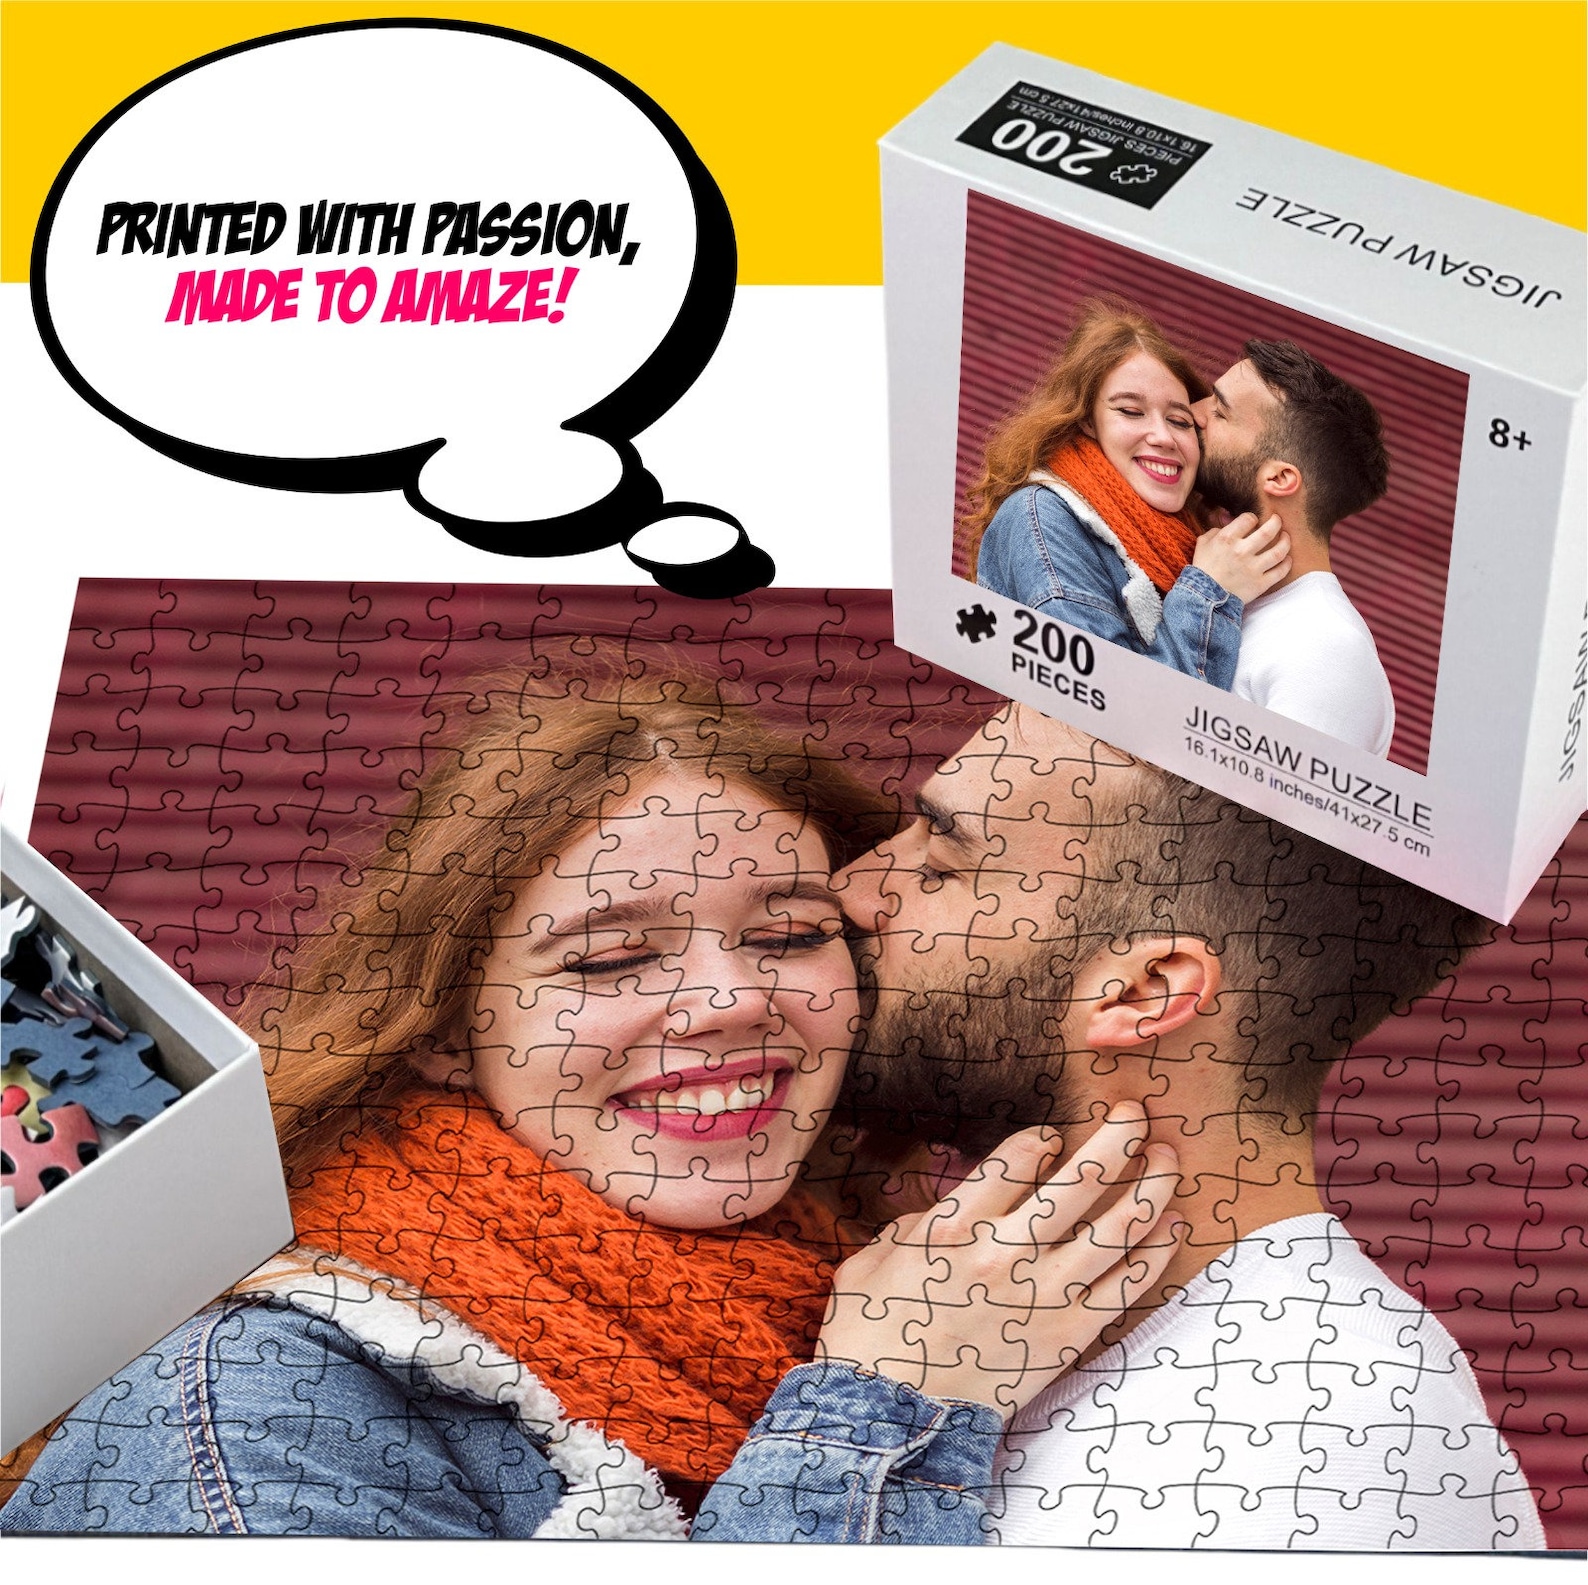 PRINTED WITH PASSION,
MADE TO AMAZE!
200
PIECES JIGSAW PUZZLE
16.1x10.8 inches/41x27.5 cm
JIGSAW PUZZLE
8+
200
PIECES
JIGSAW PUZZLE
16.1x10.8 inches/41x27.5 cm
JIGSAW